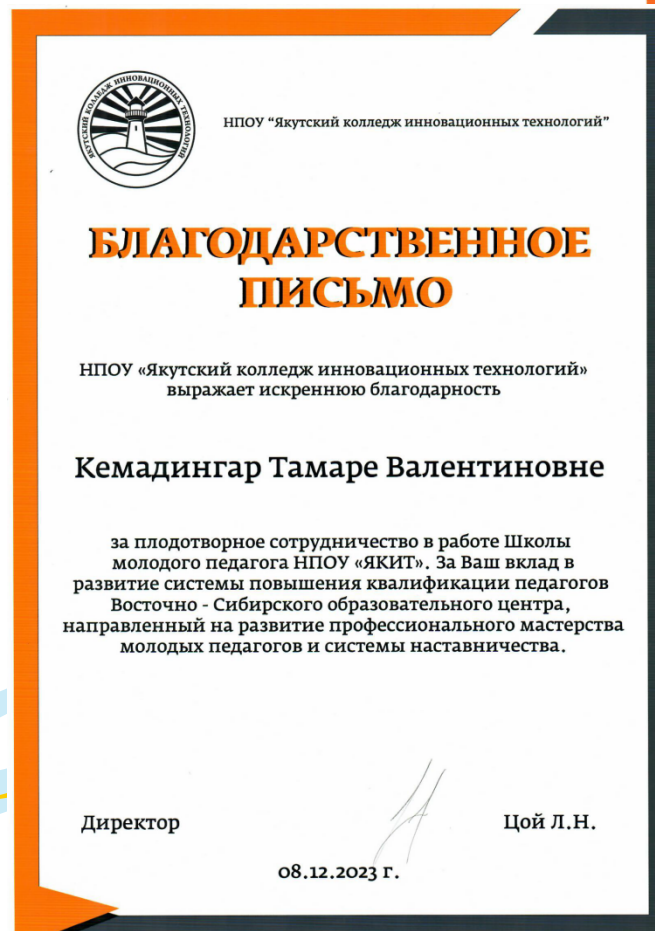 ЯКУТСКИЙ КОЛЛЕДЖ ИННОВАЦИОННЫХ ТЕХНОЛОГИЙ
НПОУ "Якутский колледж инновационных технологий"
БЛАГОДАРСТВЕННОЕ
ПИСЬМО
НПОУ «Якутский колледж инновационных технологий»
выражает искреннюю благодарность
Кемадингар Тамаре Валентиновне
за плодотворное сотрудничество в работе Школы
молодого педагога НПОУ «ЯКИТ». За Ваш вклад в
развитие системы повышения квалификации педагогов
Восточно - Сибирского образовательного центра,
направленный на развитие профессионального мастерства
молодых педагогов и системы наставничества.
Директор
Цой Л.Н.
08.12.2023 г.